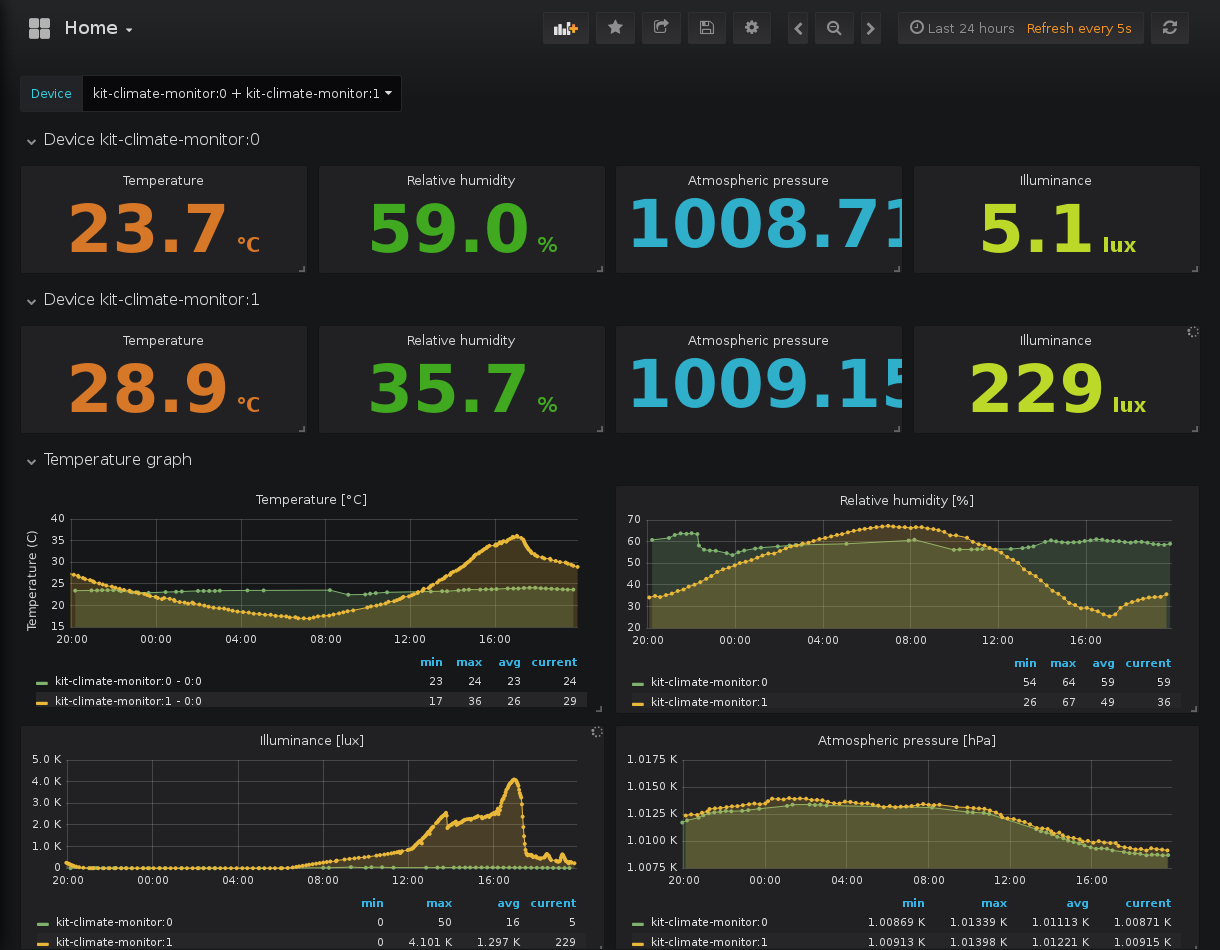 Home
Last 24 hours Refresh every 5s
Device kit-climate-monitor:0 + kit-climate-monitor:1
Device kit-climate-monitor:0
Temperature Relative humidity Atmospheric pressure Illuminance
23.7 °C 59.0 % 1008.71 5.1 lux
Device kit-climate-monitor:1
Temperature Relative humidity Atmospheric pressure Illuminance
28.9 °C 35.7 % 1009.15 229 lux
Temperature graph
Temperature [°C]
Temperature (C)
40
35
30
25
20
15
20:00 00:00 04:00 08:00 12:00 16:00
min max avg current
kit-climate-monitor:0 - 0:0 23 24 23 24
kit-climate-monitor:1 - 0:0 17 36 26 29
Relative humidity [%]
70
60
50
40
30
20
20:00 00:00 04:00 08:00 12:00 16:00
min max avg current
kit-climate-monitor:0 54 64 59 59
kit-climate-monitor:1 26 67 49 36
Illuminance [lux]
5.0 K
4.0 K
3.0 K
2.0 K
1.0 K
0
20:00 00:00 04:00 08:00 12:00 16:00
min max avg current
kit-climate-monitor:0 0 50 16 5
kit-climate-monitor:1 0 4.101 K 1.297 K 229
Atmospheric pressure [hPa]
1.0175 K
1.0150 K
1.0125 K
1.0100 K
1.0075 K
20:00 00:00 04:00 08:00 12:00 16:00
min max avg current
kit-climate-monitor:0 1.00869 K 1.01339 K 1.01113 K 1.00871 K
kit-climate-monitor:1 1.00913 K 1.01398 K 1.01221 K 1.00915 K